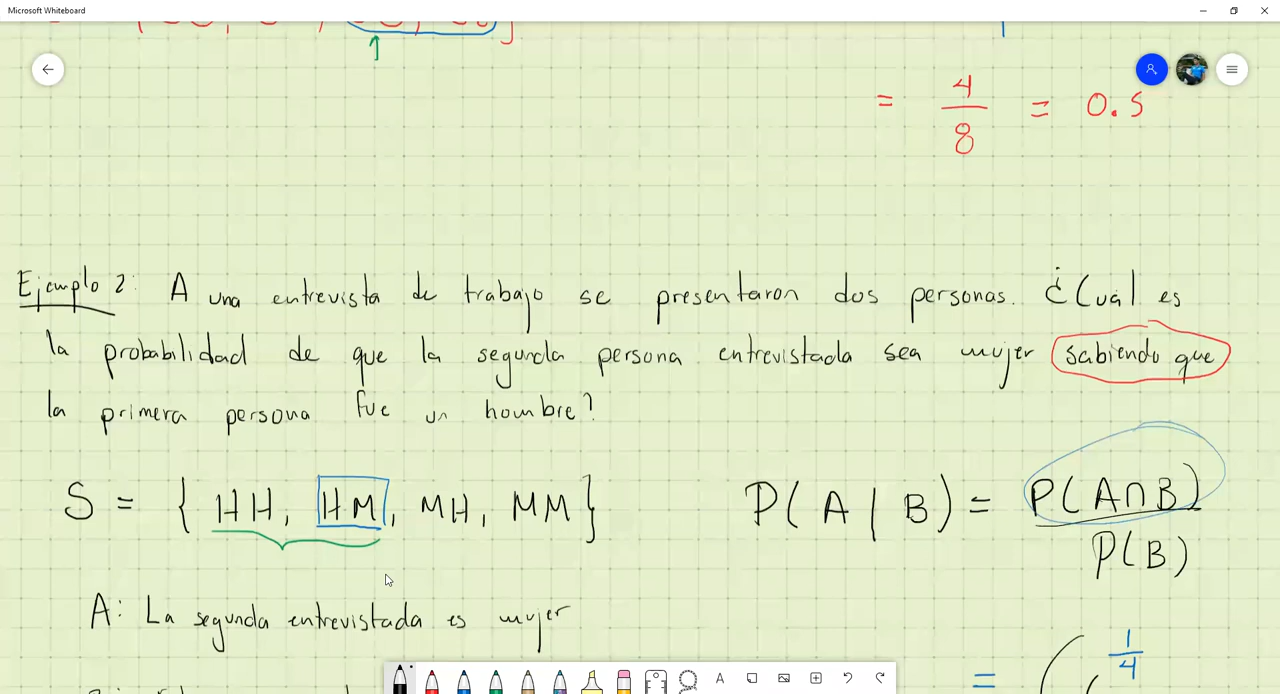 Microsoft Whiteboard
= 4/8 = 0.5
Ejemplo 2: A una entrevista de trabajo se presentaron dos personas. ¿Cuál es
la probabilidad de que la segunda persona entrevistada sea mujer sabiendo que
la primera persona fue un hombre?
S = { HH, HM, MH, MM }
P(A|B) = P(A∩B)/P(B)
A: La segunda entrevistada es mujer
= ( 1/4